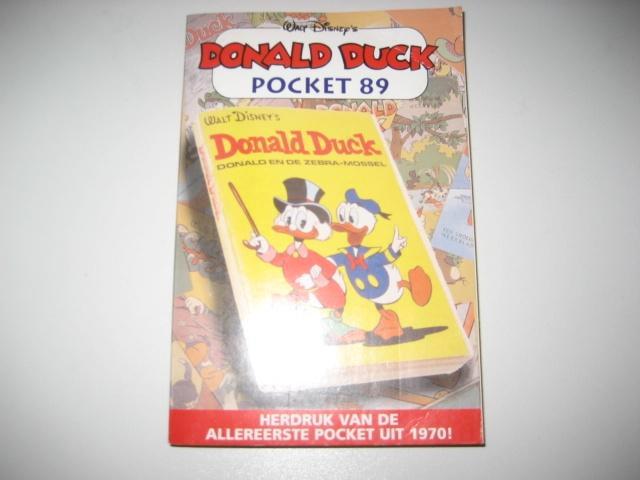 Walt Disney's
DONALD DUCK
POCKET 89
WALT DISNEY'S
Donald Duck
DONALD EN DE ZEBRA-MOSSEL
HERDRUK VAN DE
ALLEREERSTE POCKET UIT 1970!